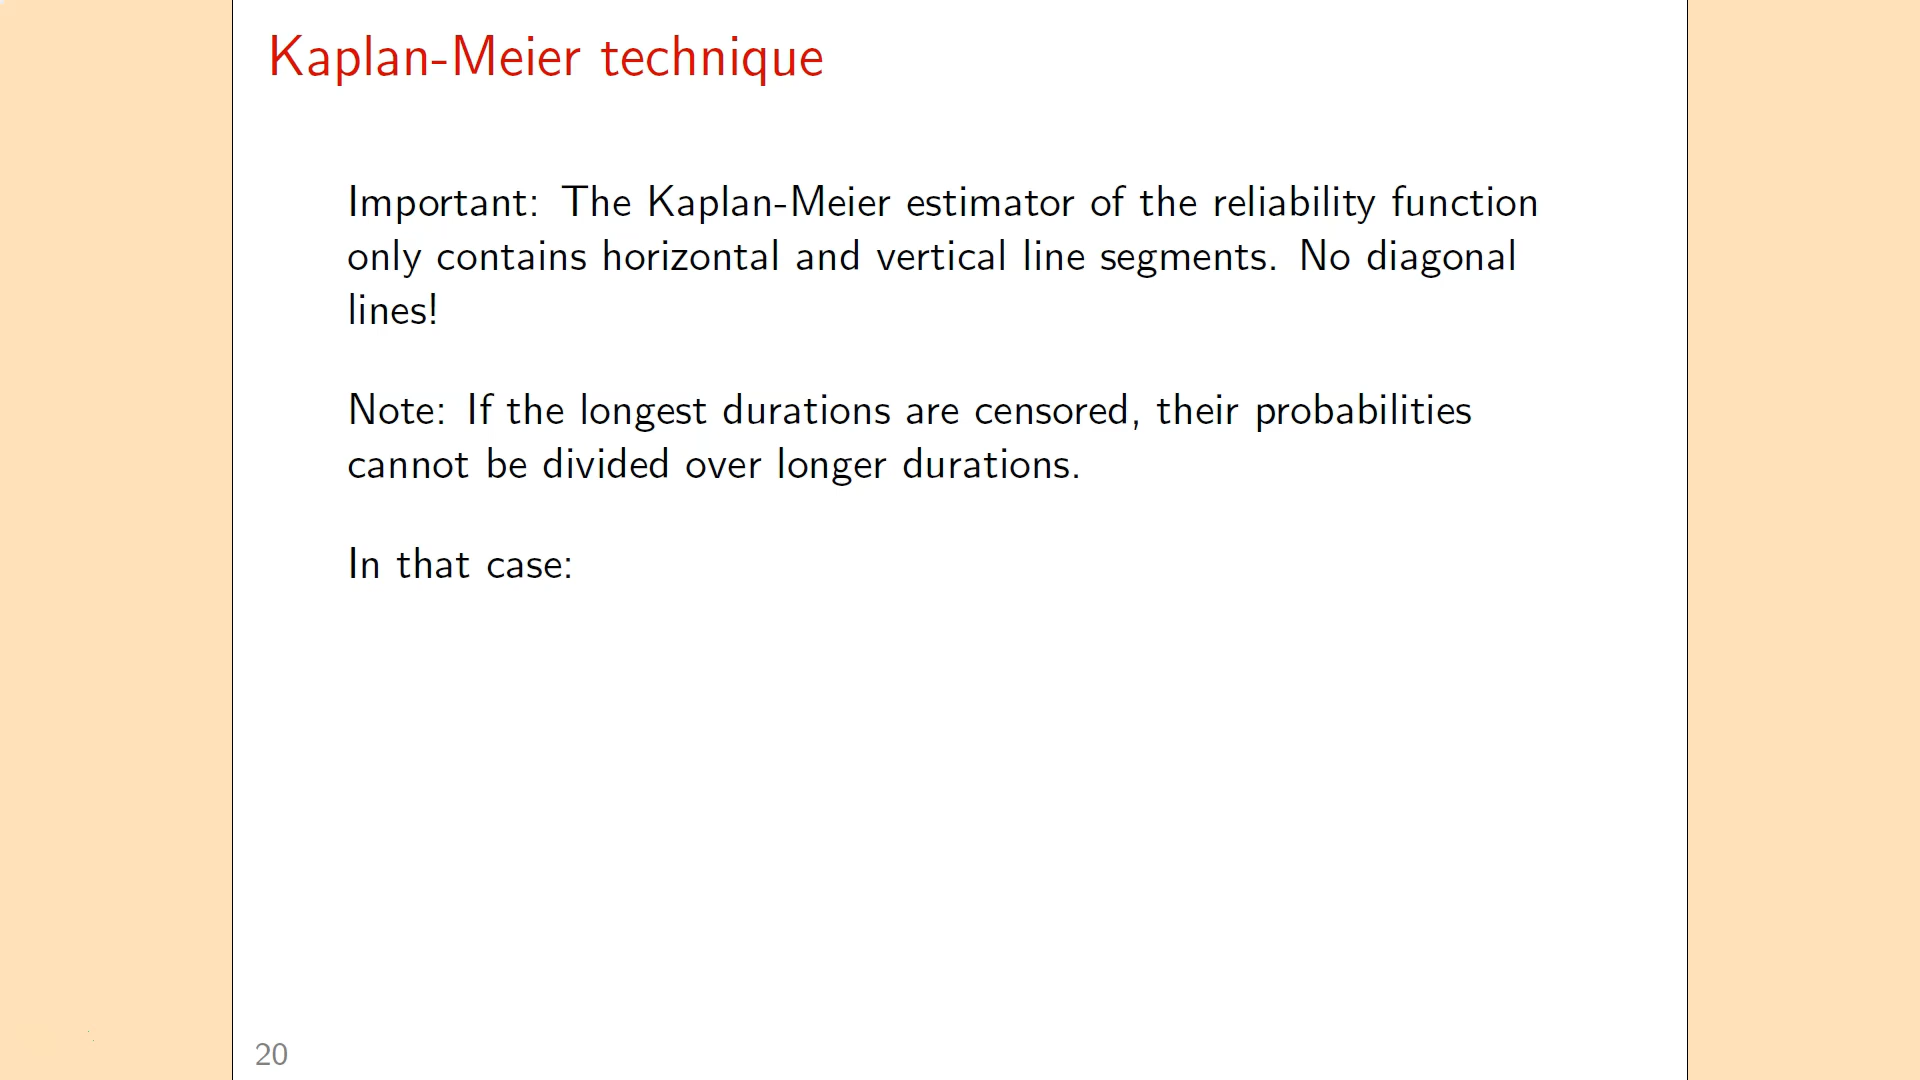 Kaplan-Meier technique
Important: The Kaplan-Meier estimator of the reliability function
only contains horizontal and vertical line segments. No diagonal
lines!
Note: If the longest durations are censored, their probabilities
cannot be divided over longer durations.
In that case:
20